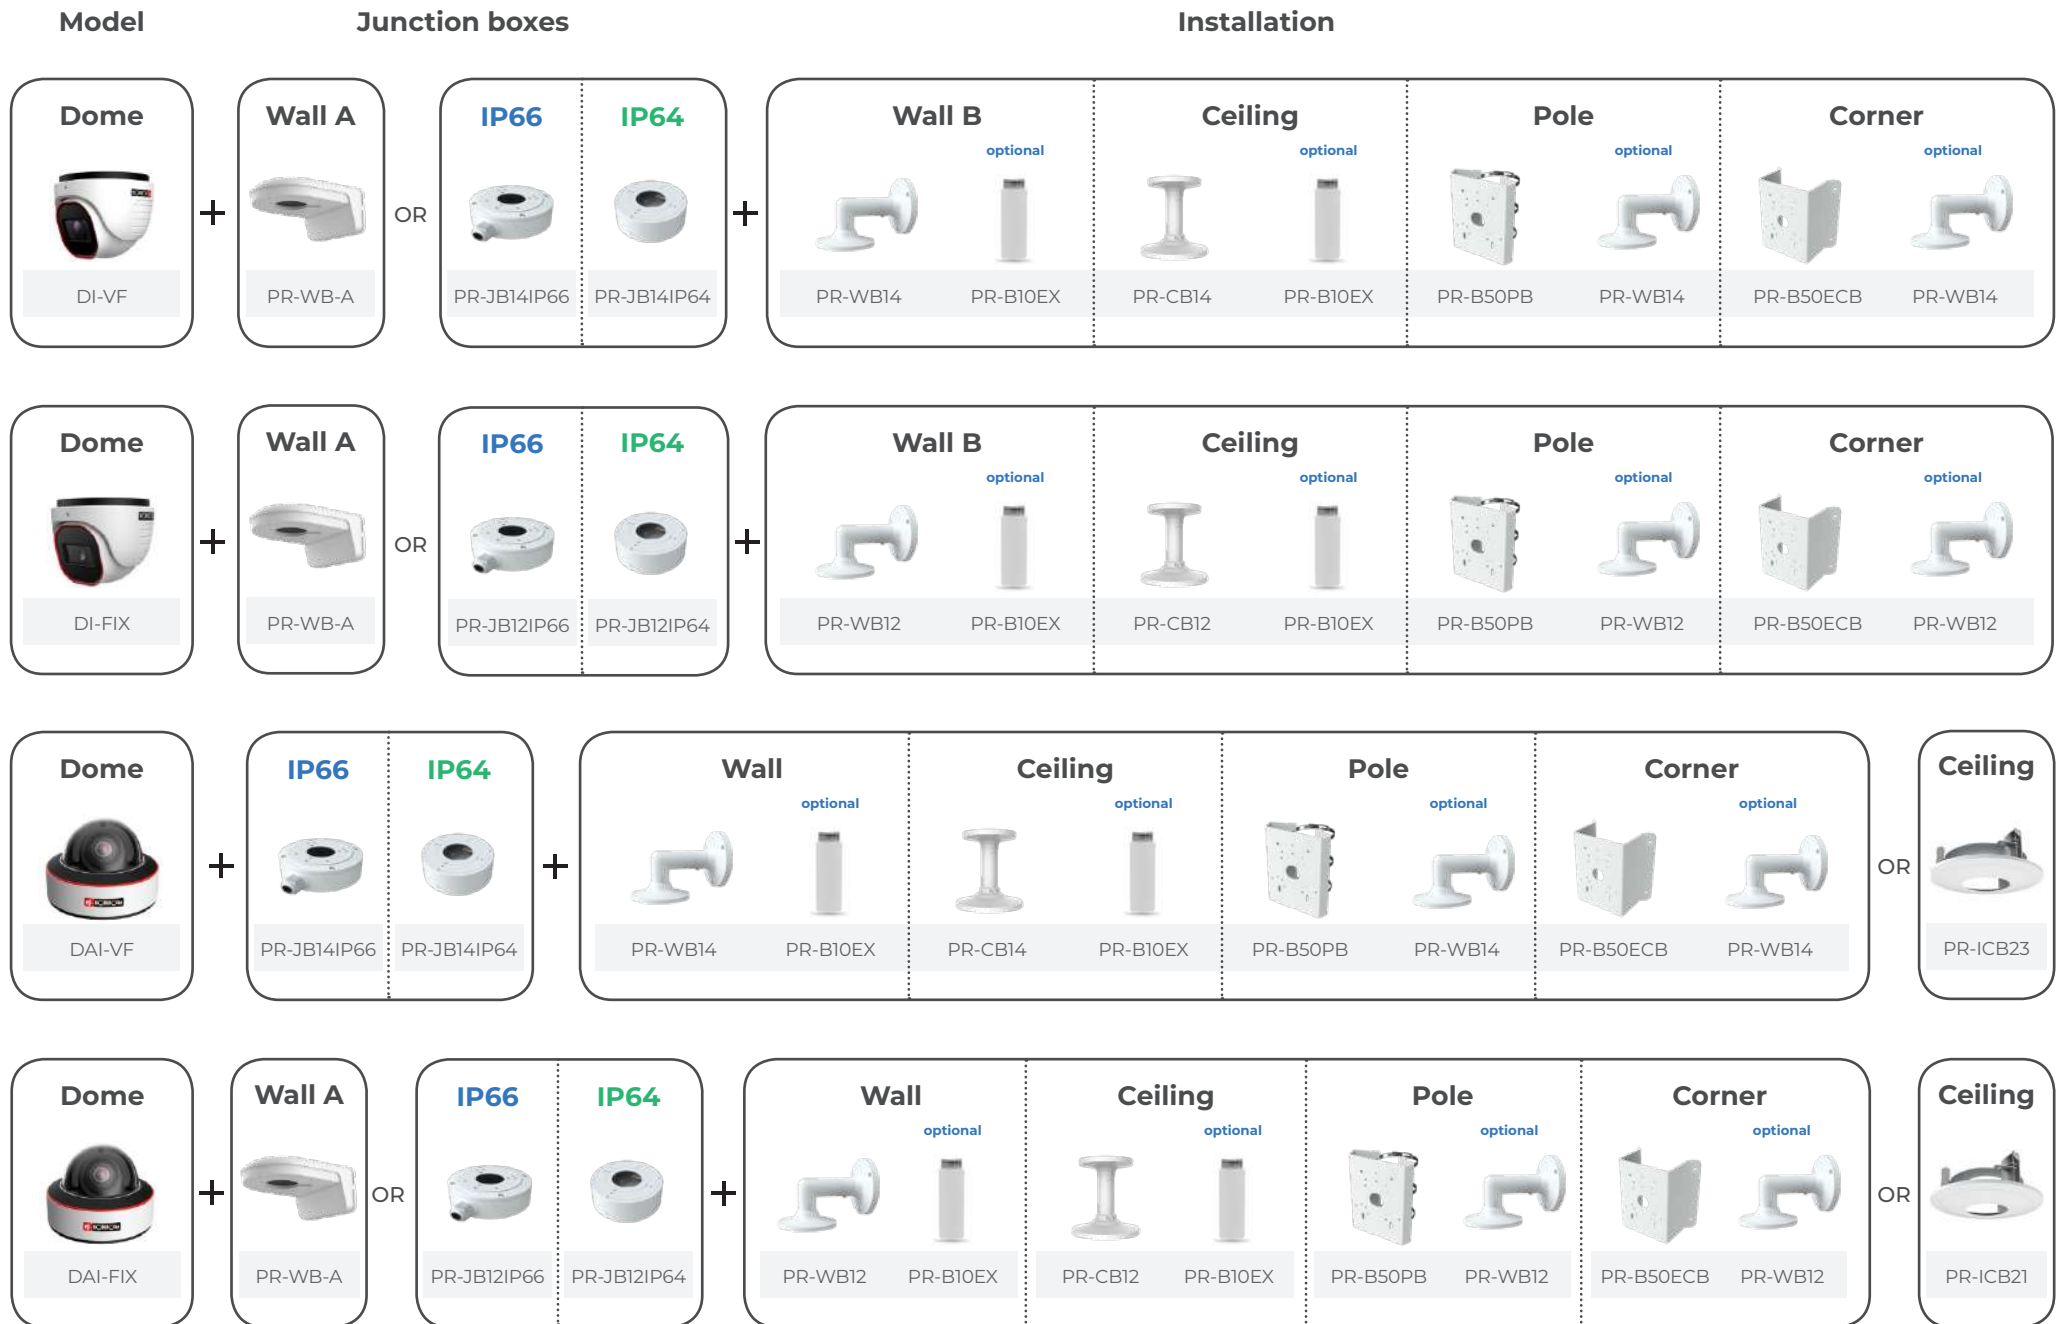 Model Junction boxes Installation
Dome Wall A IP66 IP64 Wall B Ceiling Pole Corner
optional optional optional optional
+ OR +
DI-VF PR-WB-A PR-JB14IP66 PR-JB14IP64 PR-WB14 PR-B10EX PR-CB14 PR-B10EX PR-B50PB PR-WB14 PR-B50ECB PR-WB14
Dome Wall A IP66 IP64 Wall B Ceiling Pole Corner
optional optional optional optional
+ OR +
DI-FIX PR-WB-A PR-JB12IP66 PR-JB12IP64 PR-WB12 PR-B10EX PR-CB12 PR-B10EX PR-B50PB PR-WB12 PR-B50ECB PR-WB12
Dome IP66 IP64 Wall Ceiling Pole Corner Ceiling
optional optional optional optional
+ + OR
DAI-VF PR-JB14IP66 PR-JB14IP64 PR-WB14 PR-B10EX PR-CB14 PR-B10EX PR-B50PB PR-WB14 PR-B50ECB PR-WB14 PR-ICB23
Dome Wall A IP66 IP64 Wall Ceiling Pole Corner Ceiling
optional optional optional optional
+ OR + OR
DAI-FIX PR-WB-A PR-JB12IP66 PR-JB12IP64 PR-WB12 PR-B10EX PR-CB12 PR-B10EX PR-B50PB PR-WB12 PR-B50ECB PR-WB12 PR-ICB21